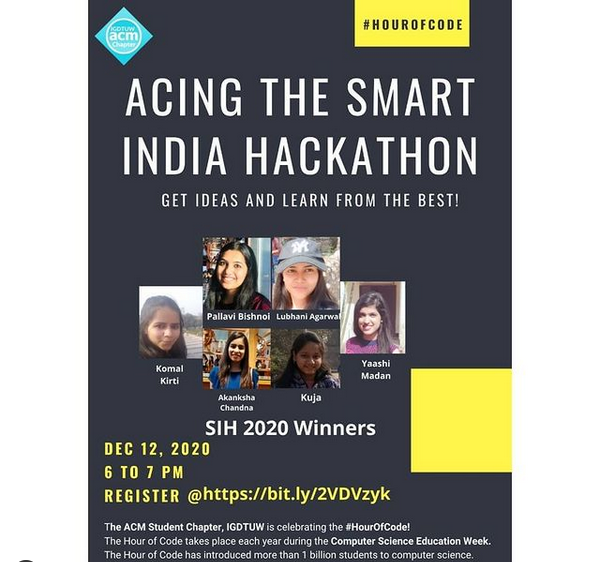 IGDTUW
acm
Chapter
#HOUROFCODE
ACING THE SMART
INDIA HACKATHON
GET IDEAS AND LEARN FROM THE BEST!
Pallavi Bishnoi
Lubhani Agarwal
Komal
Kirti
Yaashi
Madan
Akanksha
Chandna
Kuja
SIH 2020 Winners
DEC 12, 2020
6 TO 7 PM
REGISTER @https://bit.ly/2VDVzyk
The ACM Student Chapter, IGDTUW is celebrating the #HourOfCode!
The Hour of Code takes place each year during the Computer Science Education Week.
The Hour of Code has introduced more than 1 billion students to computer science.